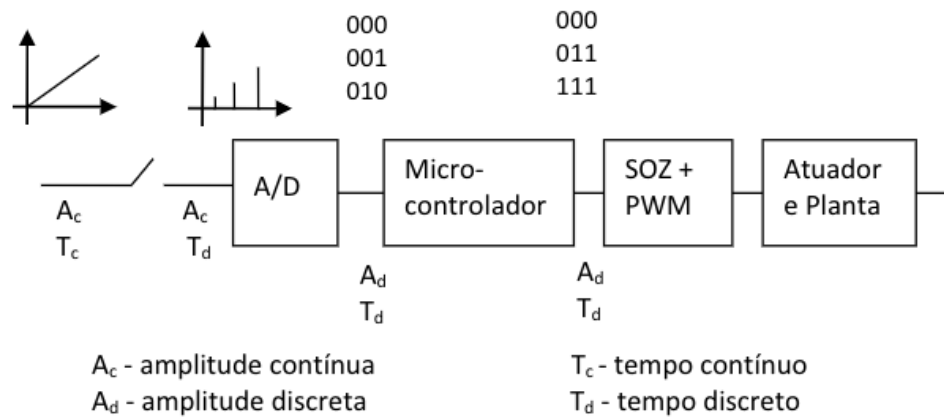 000
001
010
000
011
111
A/D
Micro-
controlador
SOZ +
PWM
Atuador
e Planta
Ac
Tc
Ac
Td
Ad
Td
Ad
Td
Ac - amplitude contínua
Ad - amplitude discreta
Tc - tempo contínuo
Td - tempo discreto